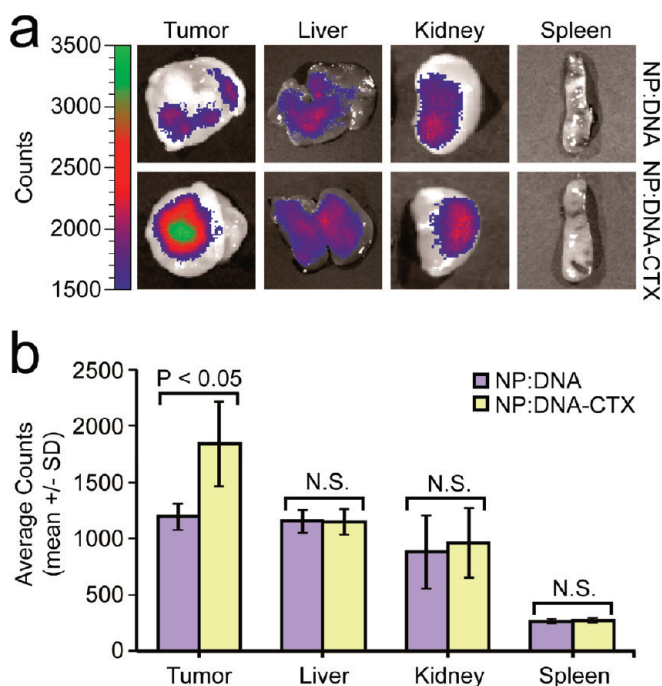 a
Tumor Liver Kidney Spleen
3500
3000
2500
2000
1500
Counts
NP:DNA
NP:DNA-CTX
b
2500
2000
1500
1000
500
0
Average Counts
(mean +/- SD)
P < 0.05
N.S.
N.S.
N.S.
NP:DNA
NP:DNA-CTX
Tumor Liver Kidney Spleen